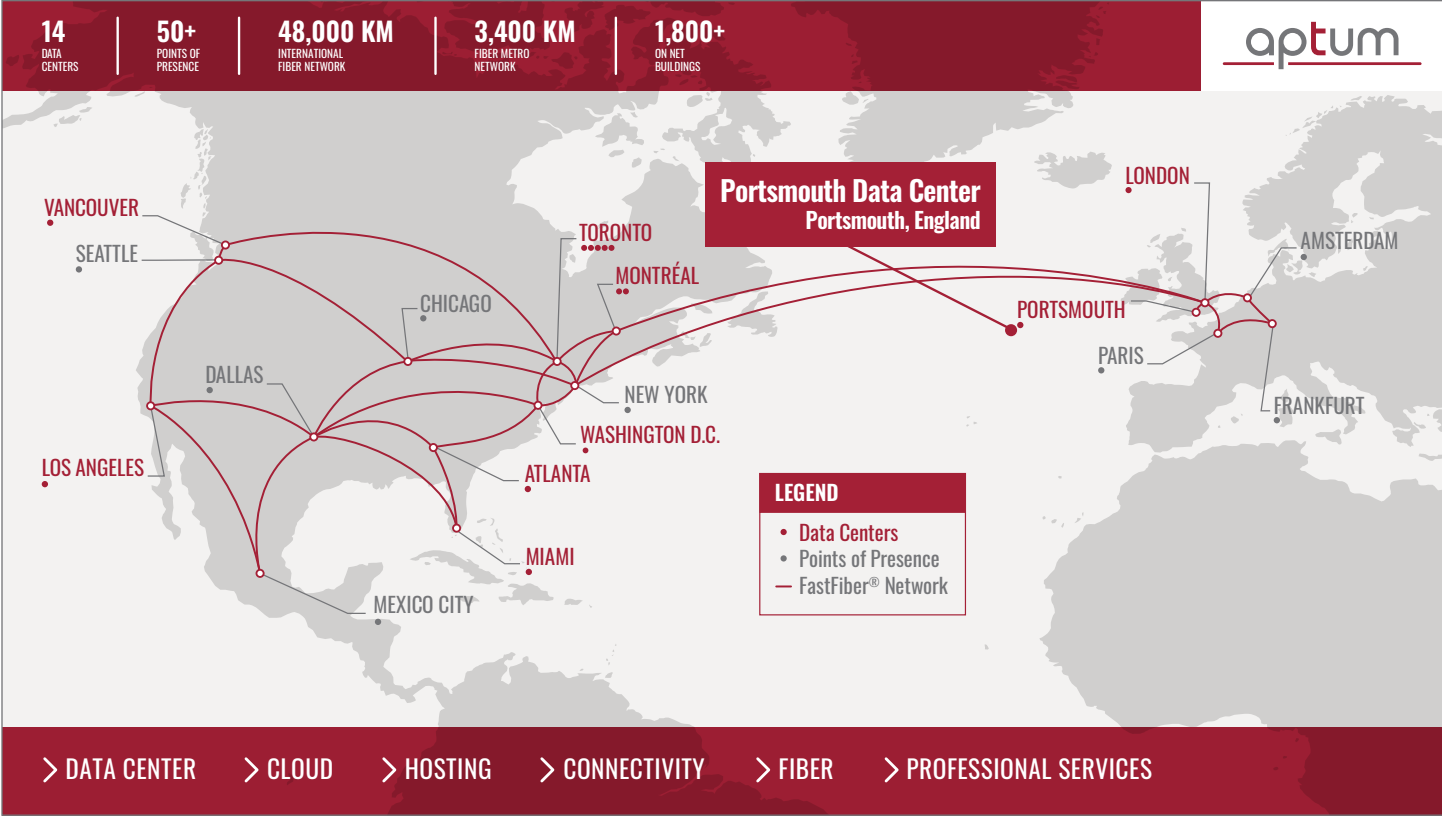 14
DATA
CENTERS
50+
POINTS OF
PRESENCE
48,000 KM
INTERNATIONAL
FIBER NETWORK
3,400 KM
FIBER METRO
NETWORK
1,800+
ON NET
BUILDINGS
aptum
Portsmouth Data Center
Portsmouth, England
LONDON
VANCOUVER
SEATTLE
TORONTO
AMSTERDAM
MONTRÉAL
CHICAGO
PORTSMOUTH
PARIS
DALLAS
NEW YORK
FRANKFURT
WASHINGTON D.C.
LOS ANGELES
ATLANTA
MIAMI
MEXICO CITY
LEGEND
Data Centers
Points of Presence
FastFiber® Network
DATA CENTER
CLOUD
HOSTING
CONNECTIVITY
FIBER
PROFESSIONAL SERVICES